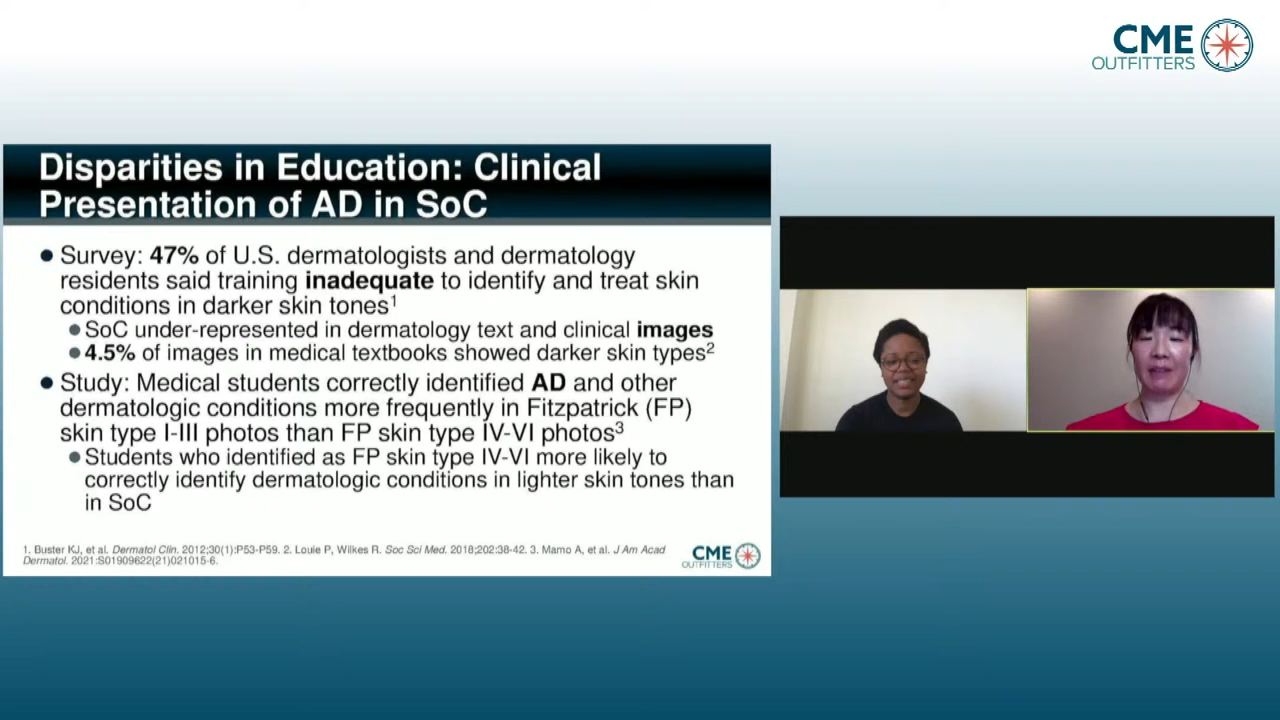 CME
OUTFITTERS
Disparities in Education: Clinical
Presentation of AD in SoC
● Survey: 47% of U.S. dermatologists and dermatology
residents said training inadequate to identify and treat skin
conditions in darker skin tones1
● SoC under-represented in dermatology text and clinical images
● 4.5% of images in medical textbooks showed darker skin types2
● Study: Medical students correctly identified AD and other
dermatologic conditions more frequently in Fitzpatrick (FP)
skin type I-III photos than FP skin type IV-VI photos3
● Students who identified as FP skin type IV-VI more likely to
correctly identify dermatologic conditions in lighter skin tones than
in SoC
1. Buster KJ, et al. Dermatol Clin. 2012;30(1):P53-P59. 2. Louie P, Wilkes R. Soc Sci Med. 2018;202:38-42. 3. Mamo A, et al. J Am Acad
Dermatol. 2021:S01909622(21)021015-6.
CME
OUTFITTERS